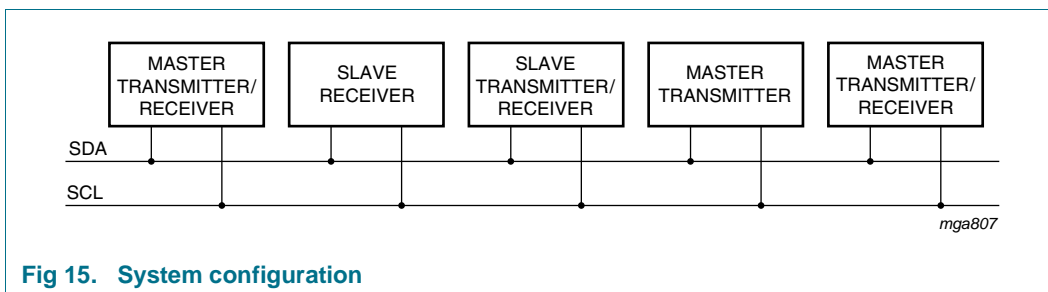 MASTER
TRANSMITTER/
RECEIVER
SLAVE
RECEIVER
SLAVE
TRANSMITTER/
RECEIVER
MASTER
TRANSMITTER
MASTER
TRANSMITTER/
RECEIVER
SDA
SCL
mga807
Fig 15. System configuration